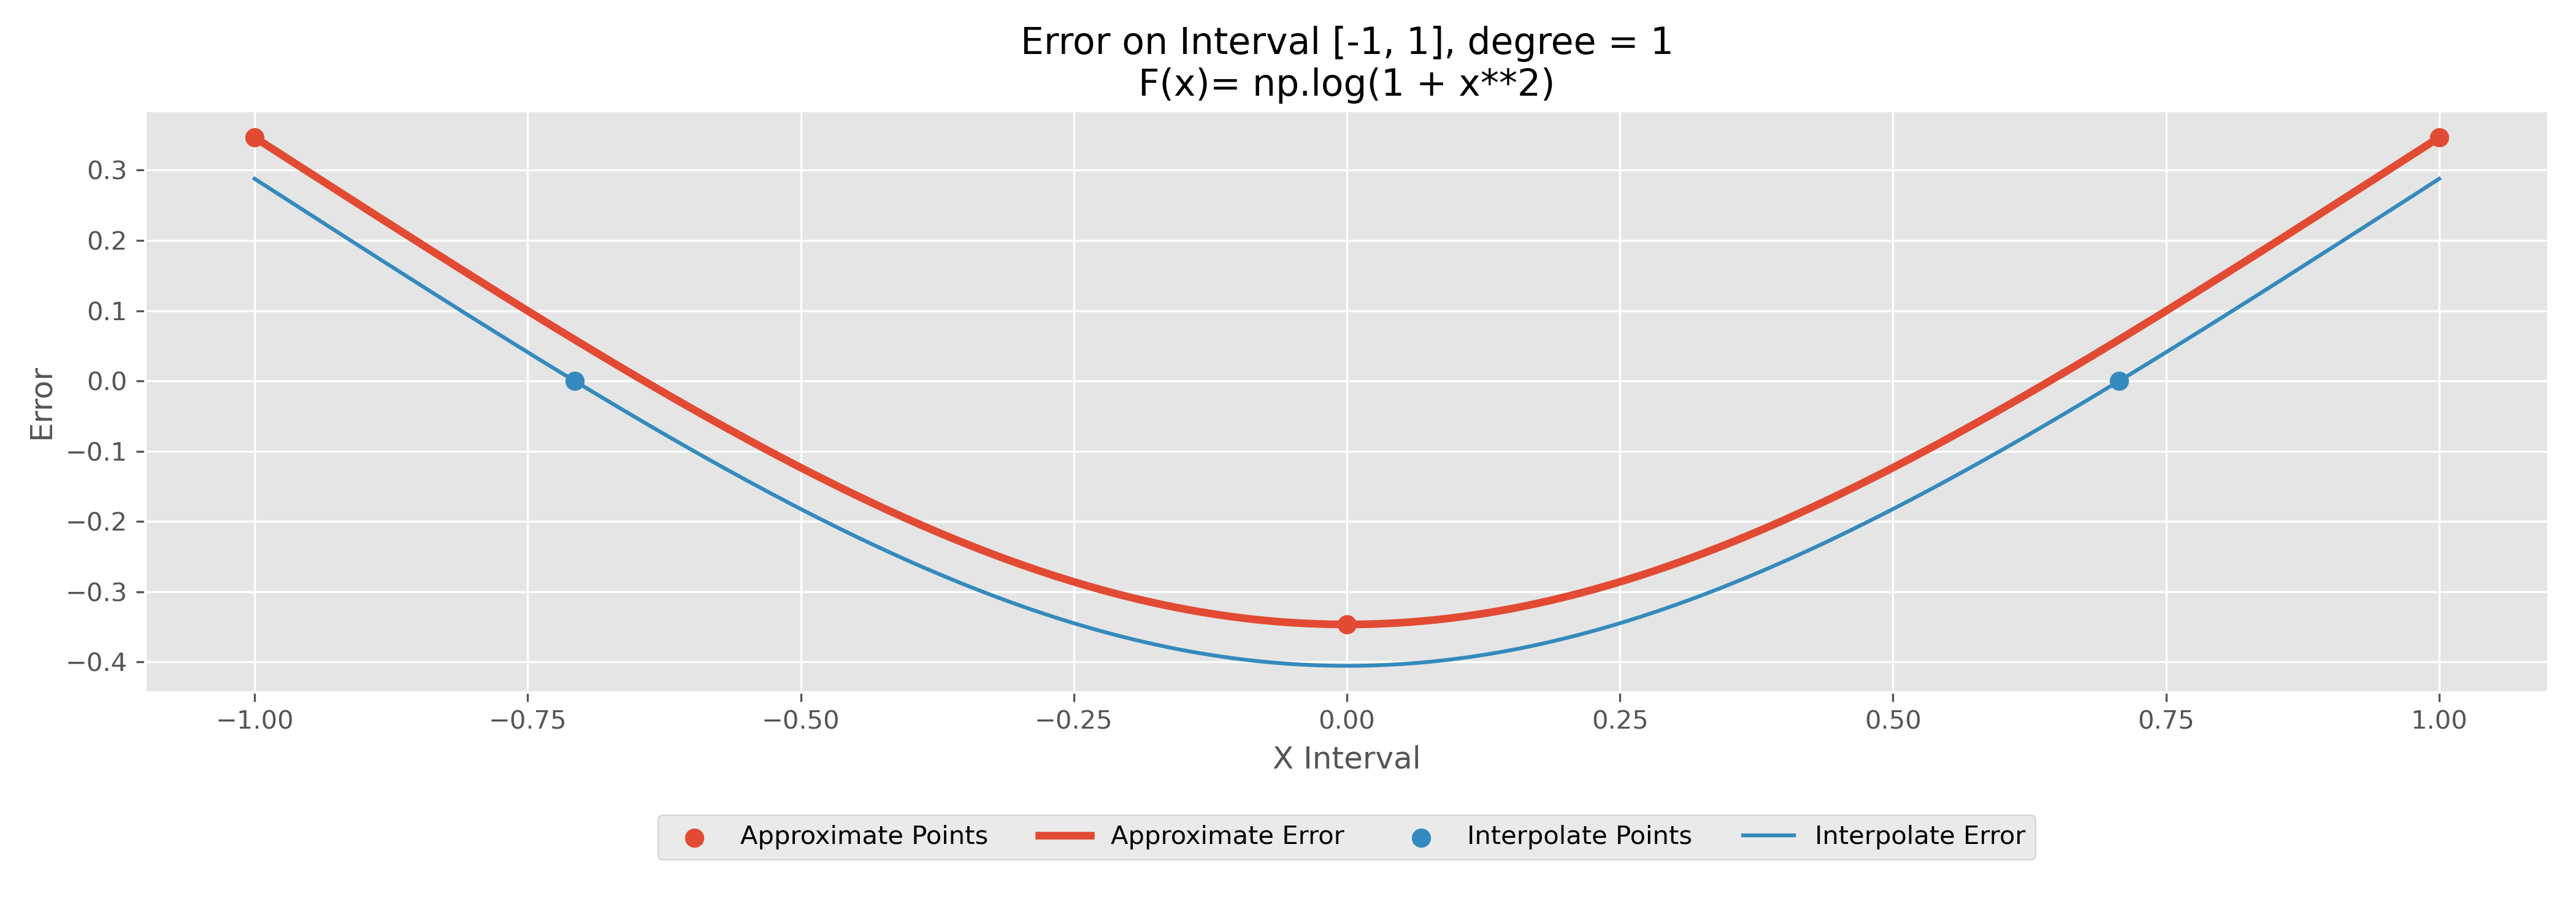 Error on Interval [-1, 1], degree = 1
F(x)= np.log(1 + x**2)
0.3
0.2
0.1
0.0
−0.1
−0.2
−0.3
−0.4
Error
−1.00 −0.75 −0.50 −0.25 0.00 0.25 0.50 0.75 1.00
X Interval
Approximate Points Approximate Error Interpolate Points Interpolate Error